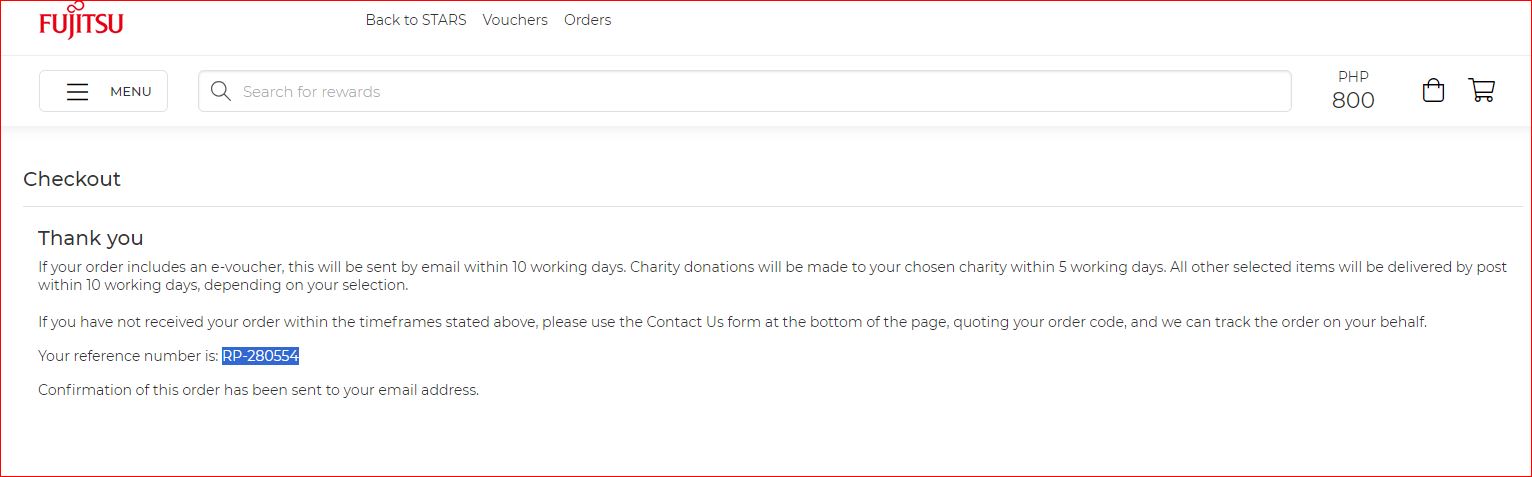 FUJITSU
Back to STARS Vouchers Orders
MENU
Search for rewards
PHP
800
Checkout
Thank you
If your order includes an e-voucher, this will be sent by email within 10 working days. Charity donations will be made to your chosen charity within 5 working days. All other selected items will be delivered by post
within 10 working days, depending on your selection.
If you have not received your order within the timeframes stated above, please use the Contact Us form at the bottom of the page, quoting your order code, and we can track the order on your behalf.
Your reference number is: RP-280554
Confirmation of this order has been sent to your email address.